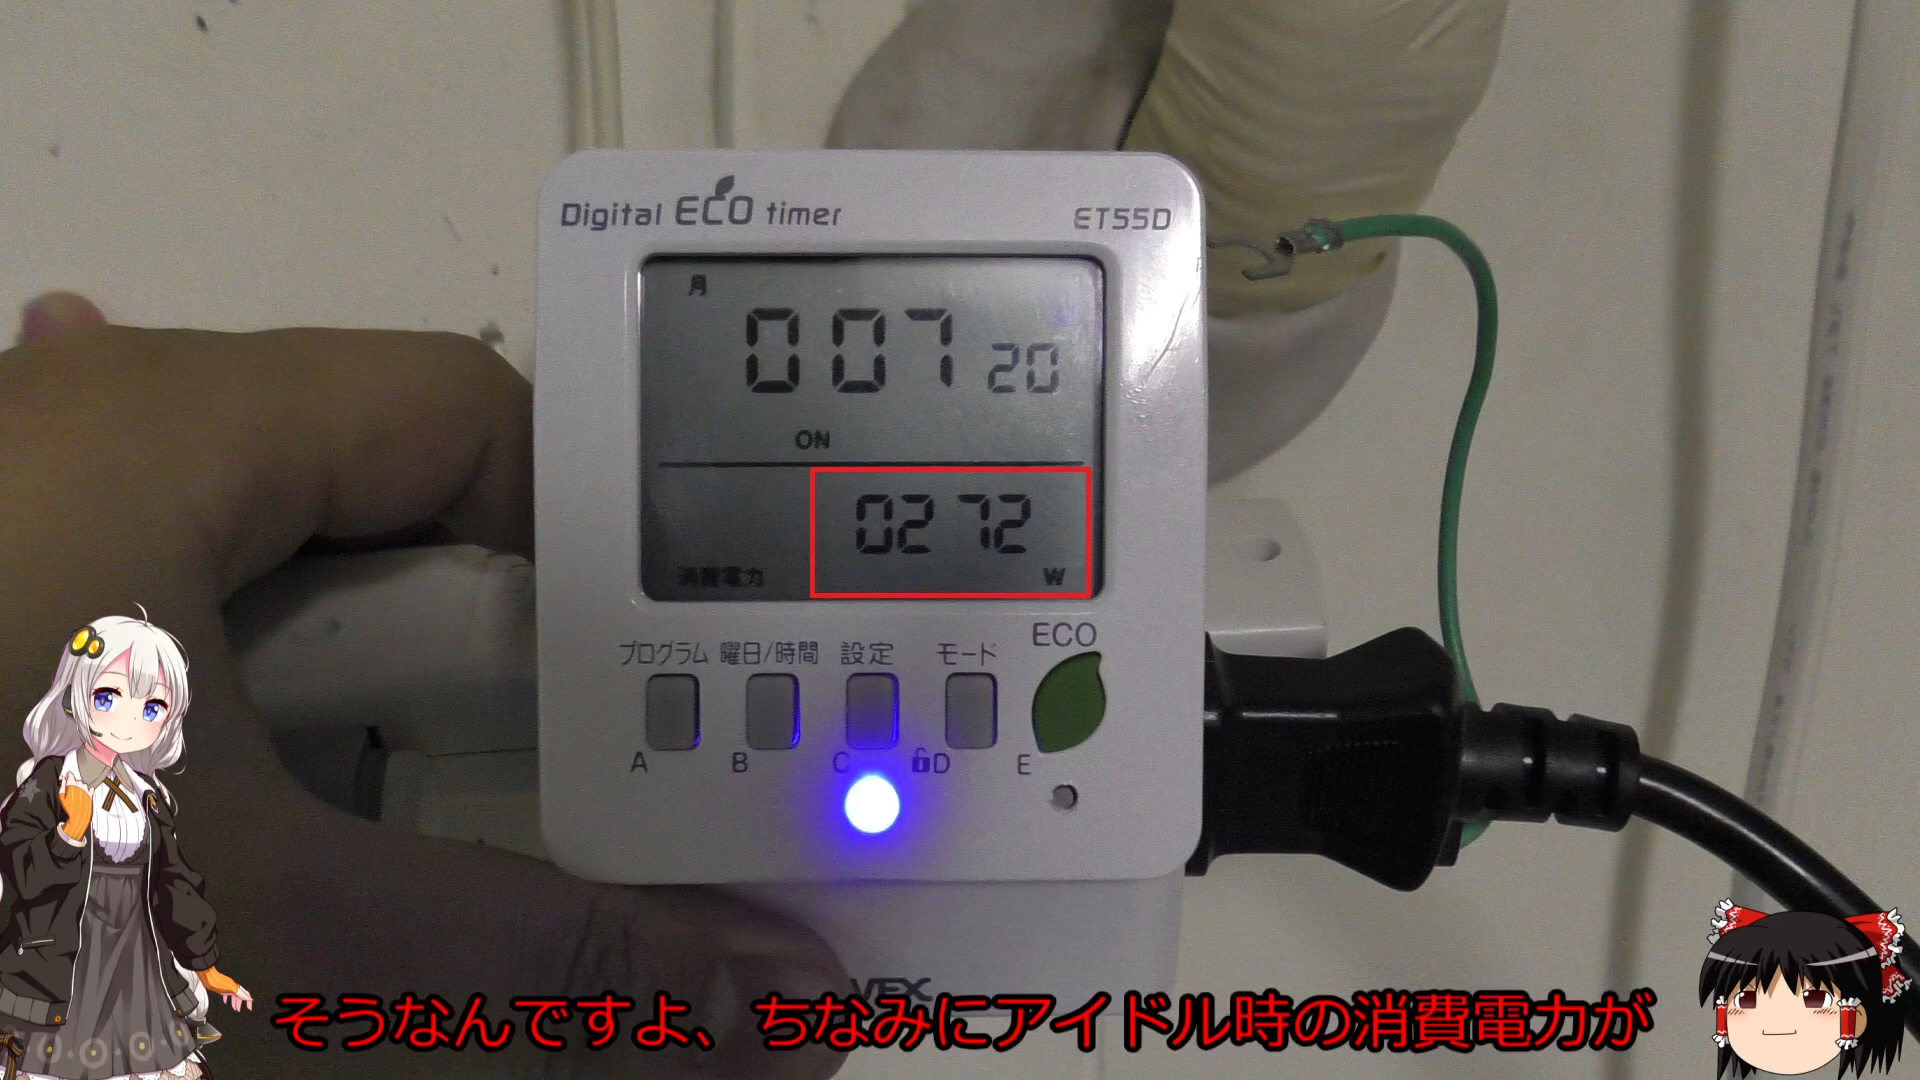 Digital ECO timer
ET55D
月
007 20
ON
0272
消費電力
W
プログラム 曜日/時間 設定 モード ECO
A B C D E
そうなんですよ、ちなみにアイドル時の消費電力が